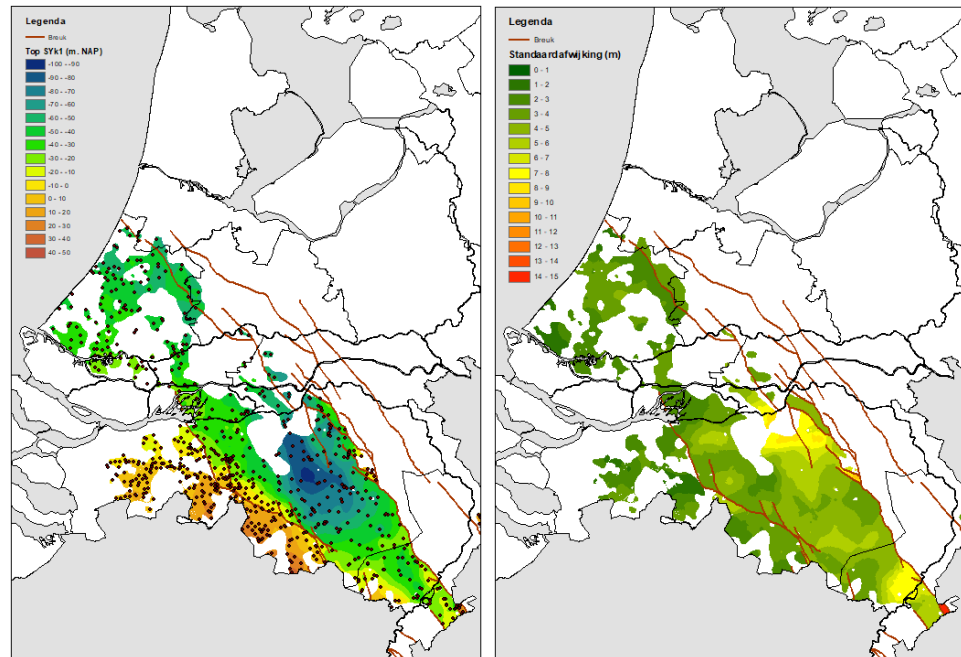 Legenda
Breuk
Top SYk1 (m. NAP)
-100 - -90
-90 - -80
-80 - -70
-70 - -60
-60 - -50
-50 - -40
-40 - -30
-30 - -20
-20 - -10
-10 - 0
0 - 10
10 - 20
20 - 30
30 - 40
40 - 50
Legenda
Breuk
Standaardafwijking (m)
0 - 1
1 - 2
2 - 3
3 - 4
4 - 5
5 - 6
6 - 7
7 - 8
8 - 9
9 - 10
10 - 11
11 - 12
12 - 13
13 - 14
14 - 15